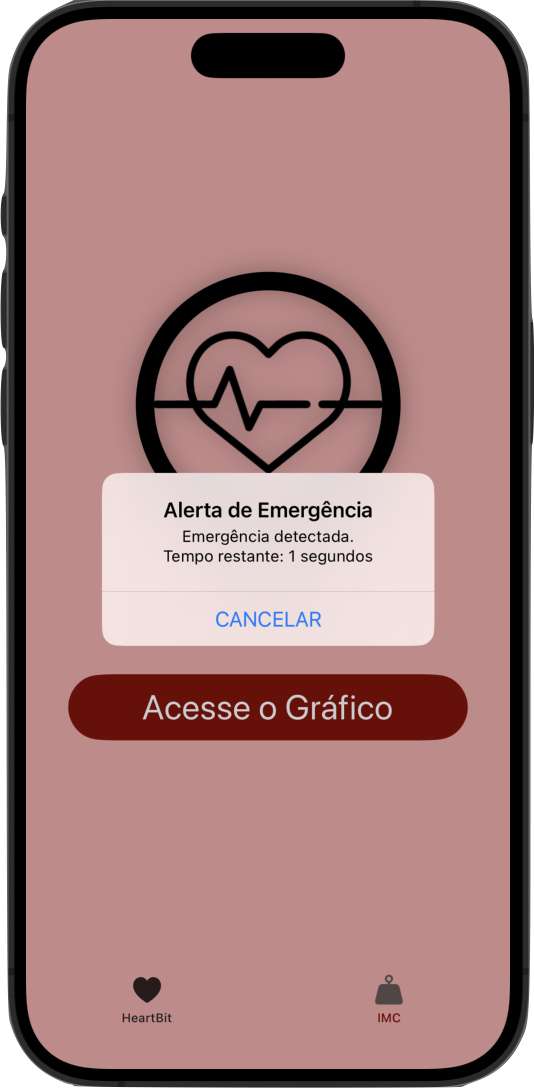 Alerta de Emergência
Emergência detectada.
Tempo restante: 1 segundos
CANCELAR
Acesse o Gráfico
HeartBit
IMC